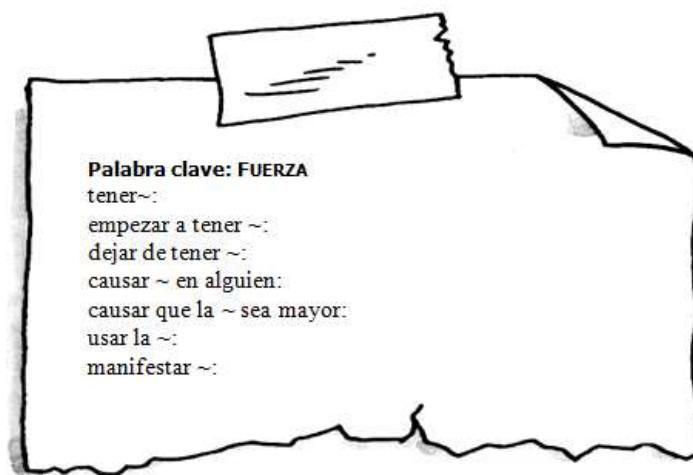 Palabra clave: FUERZA
tener~:
empezar a tener ~:
dejar de tener ~:
causar ~ en alguien:
causar que la ~ sea mayor:
usar la ~:
manifestar ~: